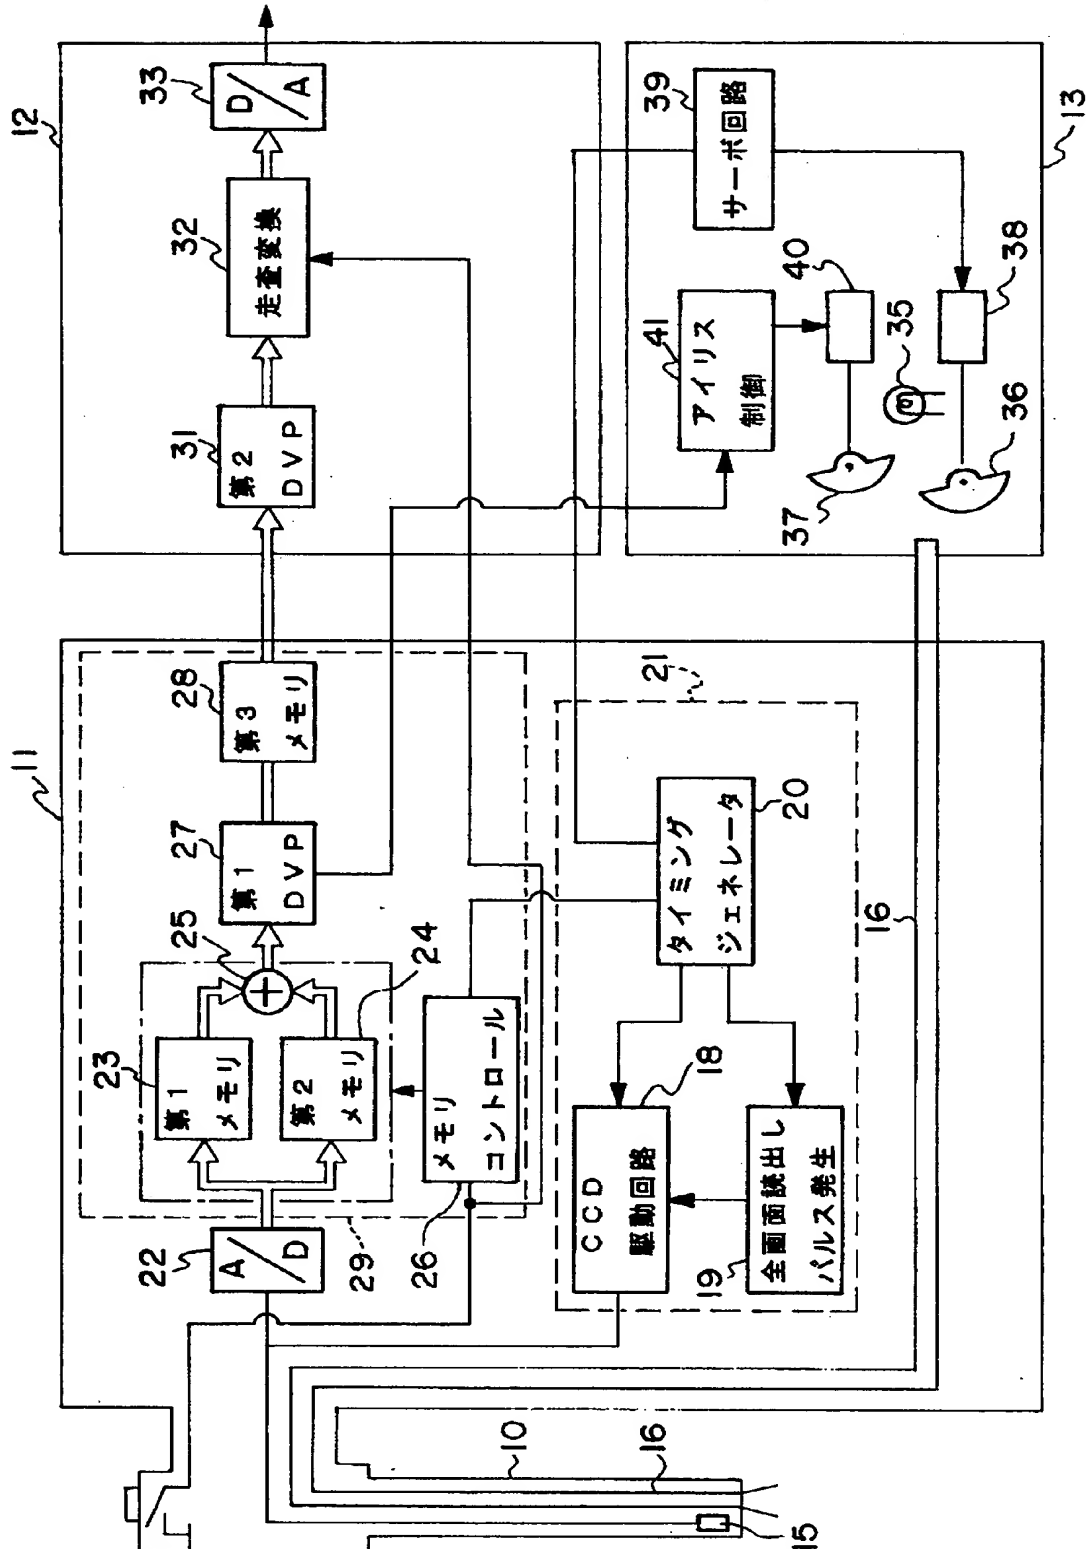 11
12
13
22
A/D
23
第1
メモリ
第2
メモリ
24
25
27
第1
DVP
28
第3
メモリ
29
26
メモリ
コントロール
31
第2
DVP
32
走査変換
33
D/A
21
18
CCD
駆動回路
19
全画面読出し
パルス発生
タイミング
ジェネレータ
20
39
サーボ回路
41
アイリス
制御
40
35
38
37
36
16
10
16
15